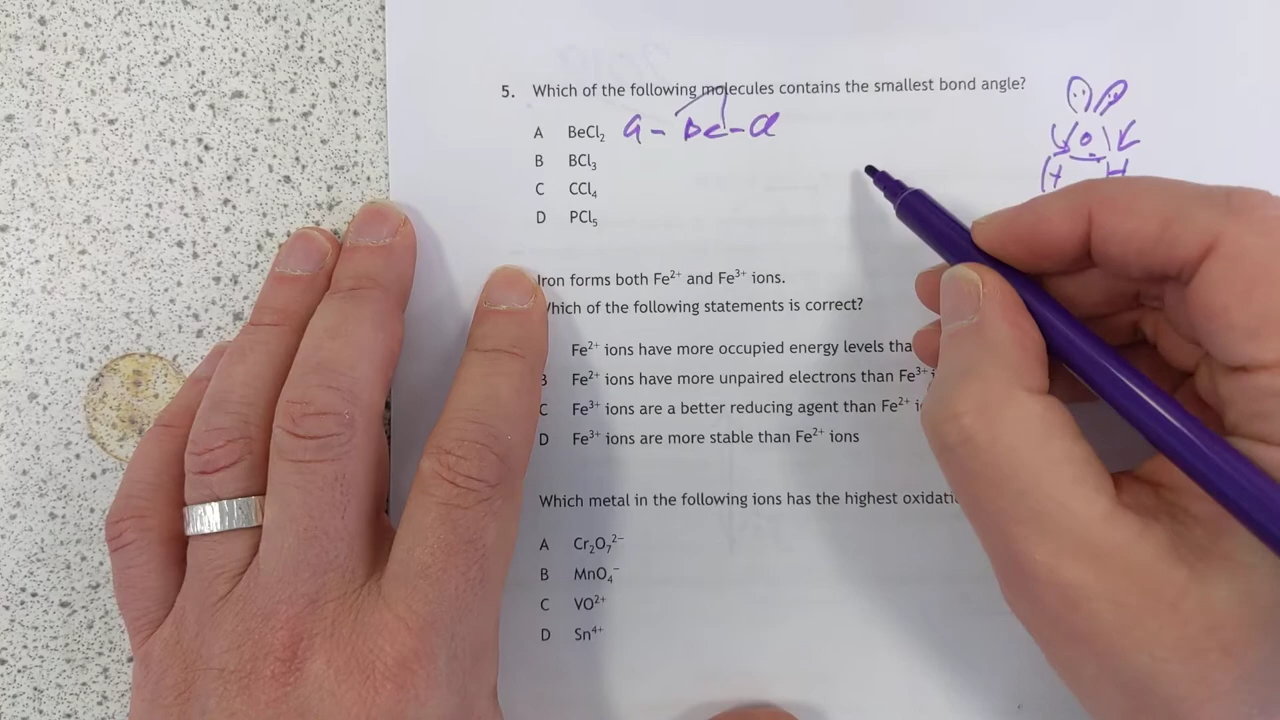 5. Which of the following molecules contains the smallest bond angle?
A BeCl₂ Cl - Be - Cl
B BCl₃
C CCl₄
D PCl₅
O
H H
Iron forms both Fe²⁺ and Fe³⁺ ions.
hich of the following statements is correct?
Fe²⁺ ions have more occupied energy levels tha
B Fe²⁺ ions have more unpaired electrons than Fe³⁺ i
C Fe³⁺ ions are a better reducing agent than Fe²⁺ i
D Fe³⁺ ions are more stable than Fe²⁺ ions
Which metal in the following ions has the highest oxidati
A Cr₂O₇²⁻
B MnO₄⁻
C VO²⁺
D Sn⁴⁺